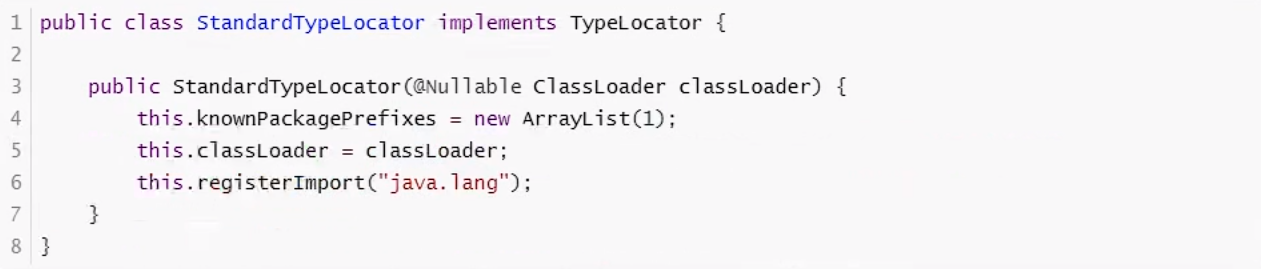 1 public class StandardTypeLocator implements TypeLocator {
2
3     public StandardTypeLocator(@Nullable ClassLoader classLoader) {
4         this.knownPackagePrefixes = new ArrayList(1);
5         this.classLoader = classLoader;
6         this.registerImport("java.lang");
7     }
8 }